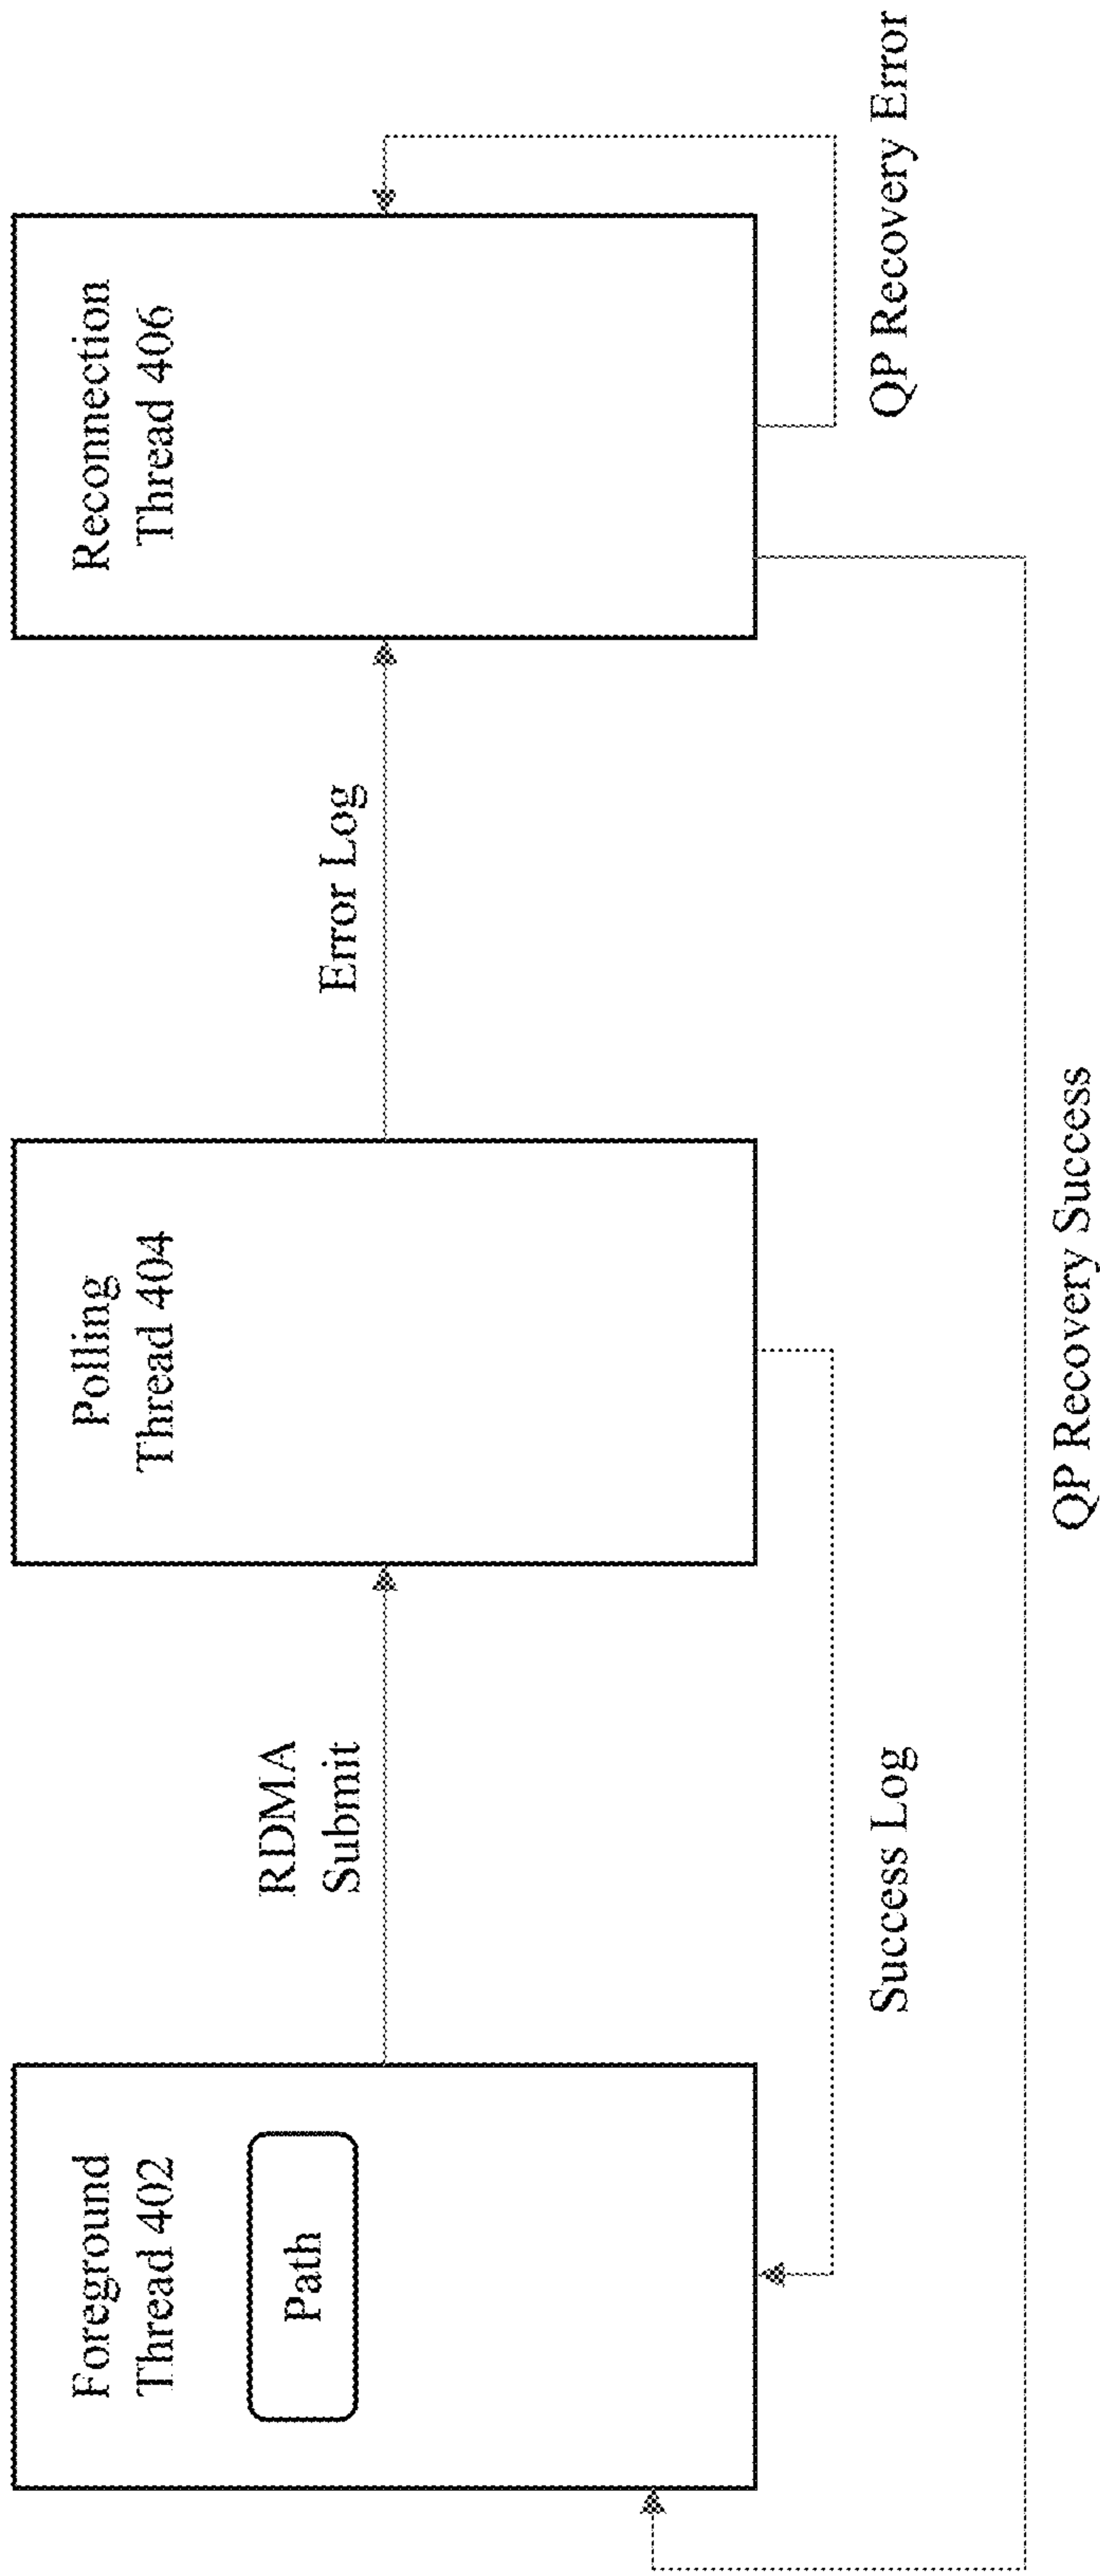 Foreground
Thread 402
Path
RDMA
Submit
Polling
Thread 404
Error Log
Reconnection
Thread 406
Success Log
QP Recovery Error
QP Recovery Success